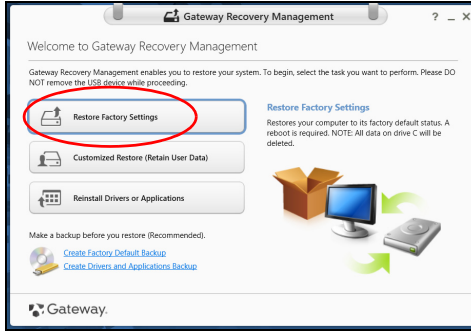 Gateway Recovery Management
? _ X
Welcome to Gateway Recovery Management
Gateway Recovery Management enables you to restore your system. To begin, select the task you want to perform. Please DO
NOT remove the USB device while proceeding.
Restore Factory Settings
Customized Restore (Retain User Data)
Reinstall Drivers or Applications
Restore Factory Settings
Restores your computer to its factory default status. A
reboot is required. NOTE: All data on drive C will be
deleted.
Make a backup before you restore (Recommended).
Create Factory Default Backup
Create Drivers and Applications Backup
Gateway.